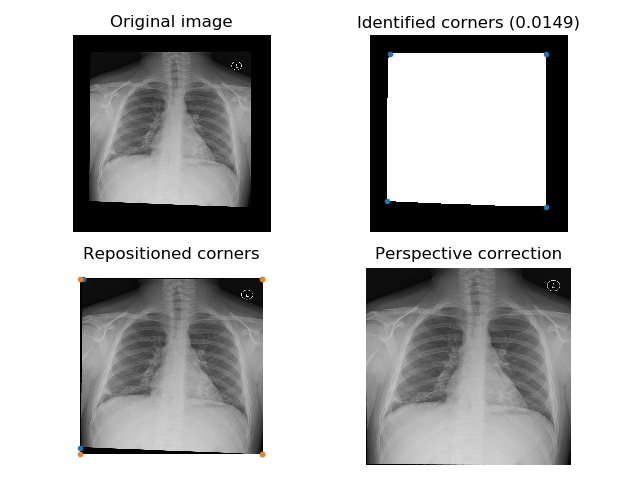 Original image
Identified corners (0.0149)
Repositioned corners
Perspective correction